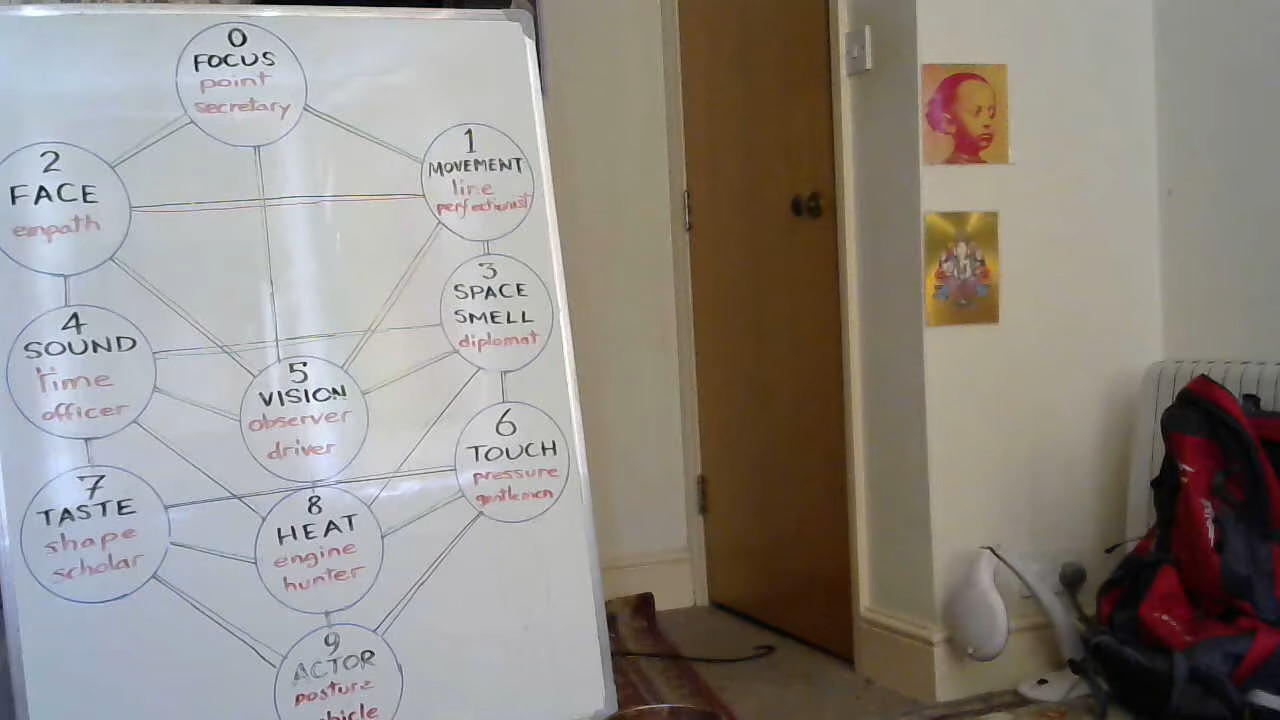 0
FOCUS
point
secretary
1
MOVEMENT
line
perfectionist
2
FACE
empath
3
SPACE
SMELL
diplomat
4
SOUND
time
officer
5
VISION
observer
driver
6
TOUCH
pressure
gentlemen
7
TASTE
shape
scholar
8
HEAT
engine
hunter
9
ACTOR
posture